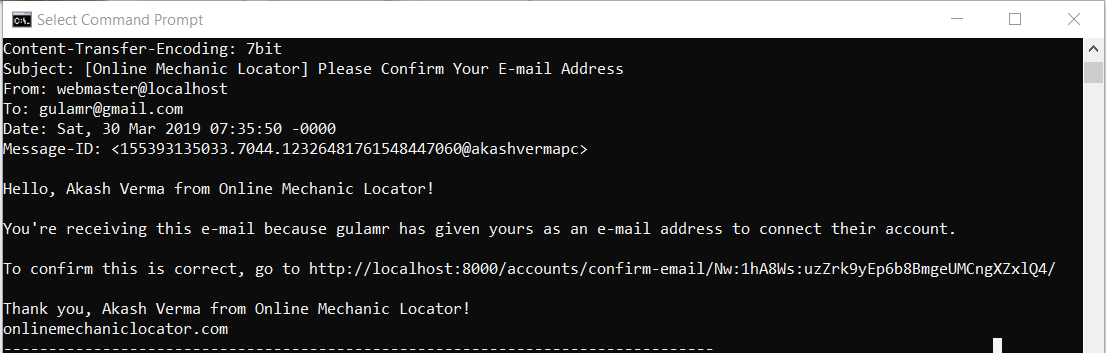 Select Command Prompt
Content-Transfer-Encoding: 7bit
Subject: [Online Mechanic Locator] Please Confirm Your E-mail Address
From: webmaster@localhost
To: gulamr@gmail.com
Date: Sat, 30 Mar 2019 07:35:50 -0000
Message-ID: <155393135033.7044.12326481761548447060@akashvermapc>
Hello, Akash Verma from Online Mechanic Locator!
You're receiving this e-mail because gulamr has given yours as an e-mail address to connect their account.
To confirm this is correct, go to http://localhost:8000/accounts/confirm-email/Nw:1hA8Ws:uzZrk9yEp6b8BmgeUMCngXZxlQ4/
Thank you, Akash Verma from Online Mechanic Locator!
onlinemechaniclocator.com
-------------------------------------------------------------------------------